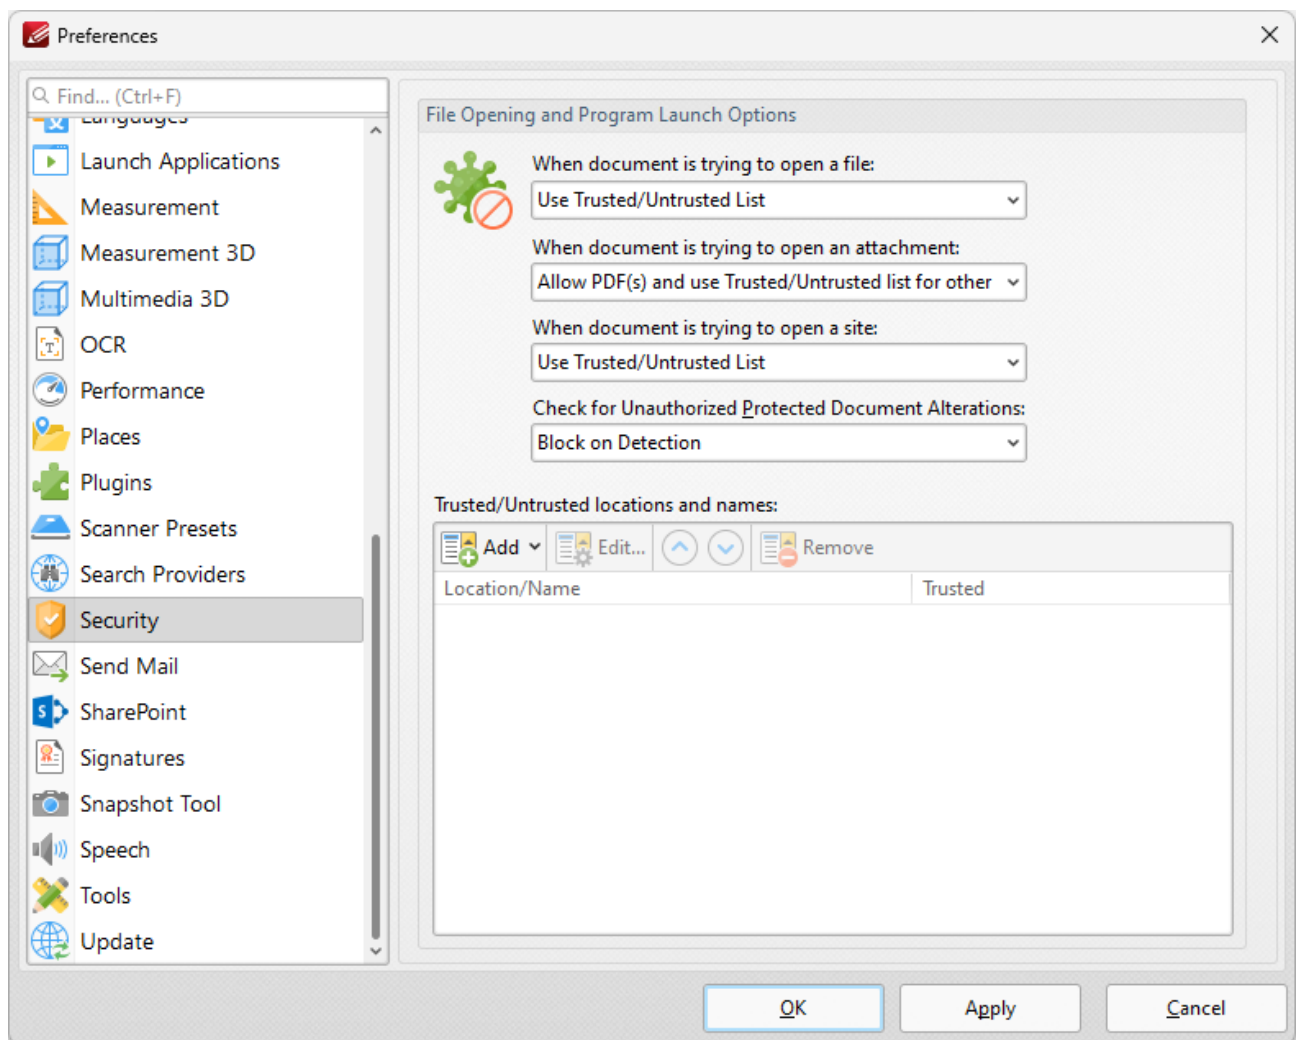 Preferences
Find... (Ctrl+F)
Languages
Launch Applications
Measurement
Measurement 3D
Multimedia 3D
OCR
Performance
Places
Plugins
Scanner Presets
Search Providers
Security
Send Mail
SharePoint
Signatures
Snapshot Tool
Speech
Tools
Update
File Opening and Program Launch Options
When document is trying to open a file:
Use Trusted/Untrusted List
When document is trying to open an attachment:
Allow PDF(s) and use Trusted/Untrusted list for other
When document is trying to open a site:
Use Trusted/Untrusted List
Check for Unauthorized Protected Document Alterations:
Block on Detection
Trusted/Untrusted locations and names:
Add Edit... Remove
Location/Name Trusted
OK Apply Cancel